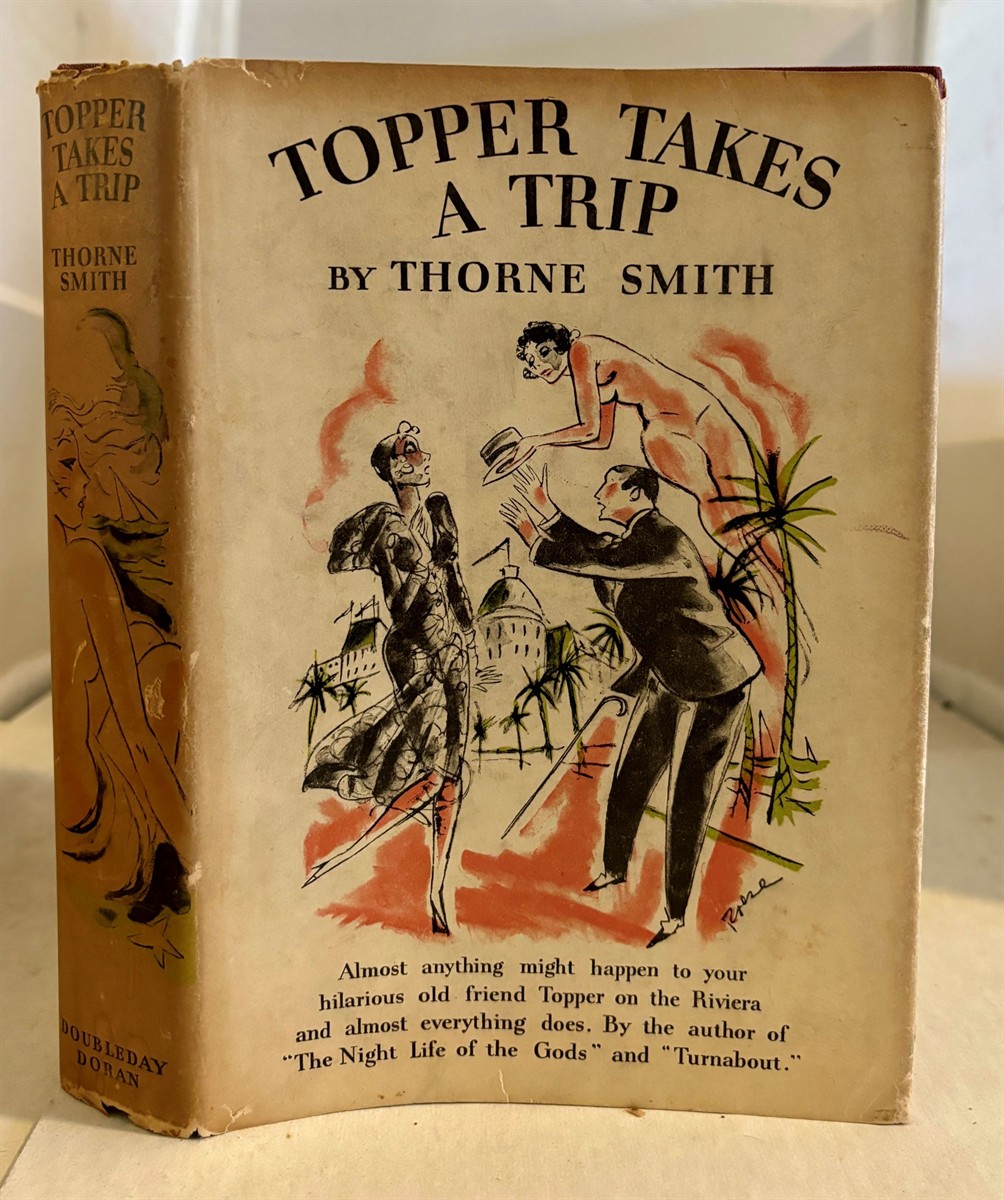 TOPPER
TAKES
A TRIP
THORNE
SMITH
DOUBLEDAY
DORAN
TOPPER TAKES
A TRIP
BY THORNE SMITH
Almost anything might happen to your
hilarious old friend Topper on the Riviera
and almost everything does. By the author of
"The Night Life of the Gods" and "Turnabout."